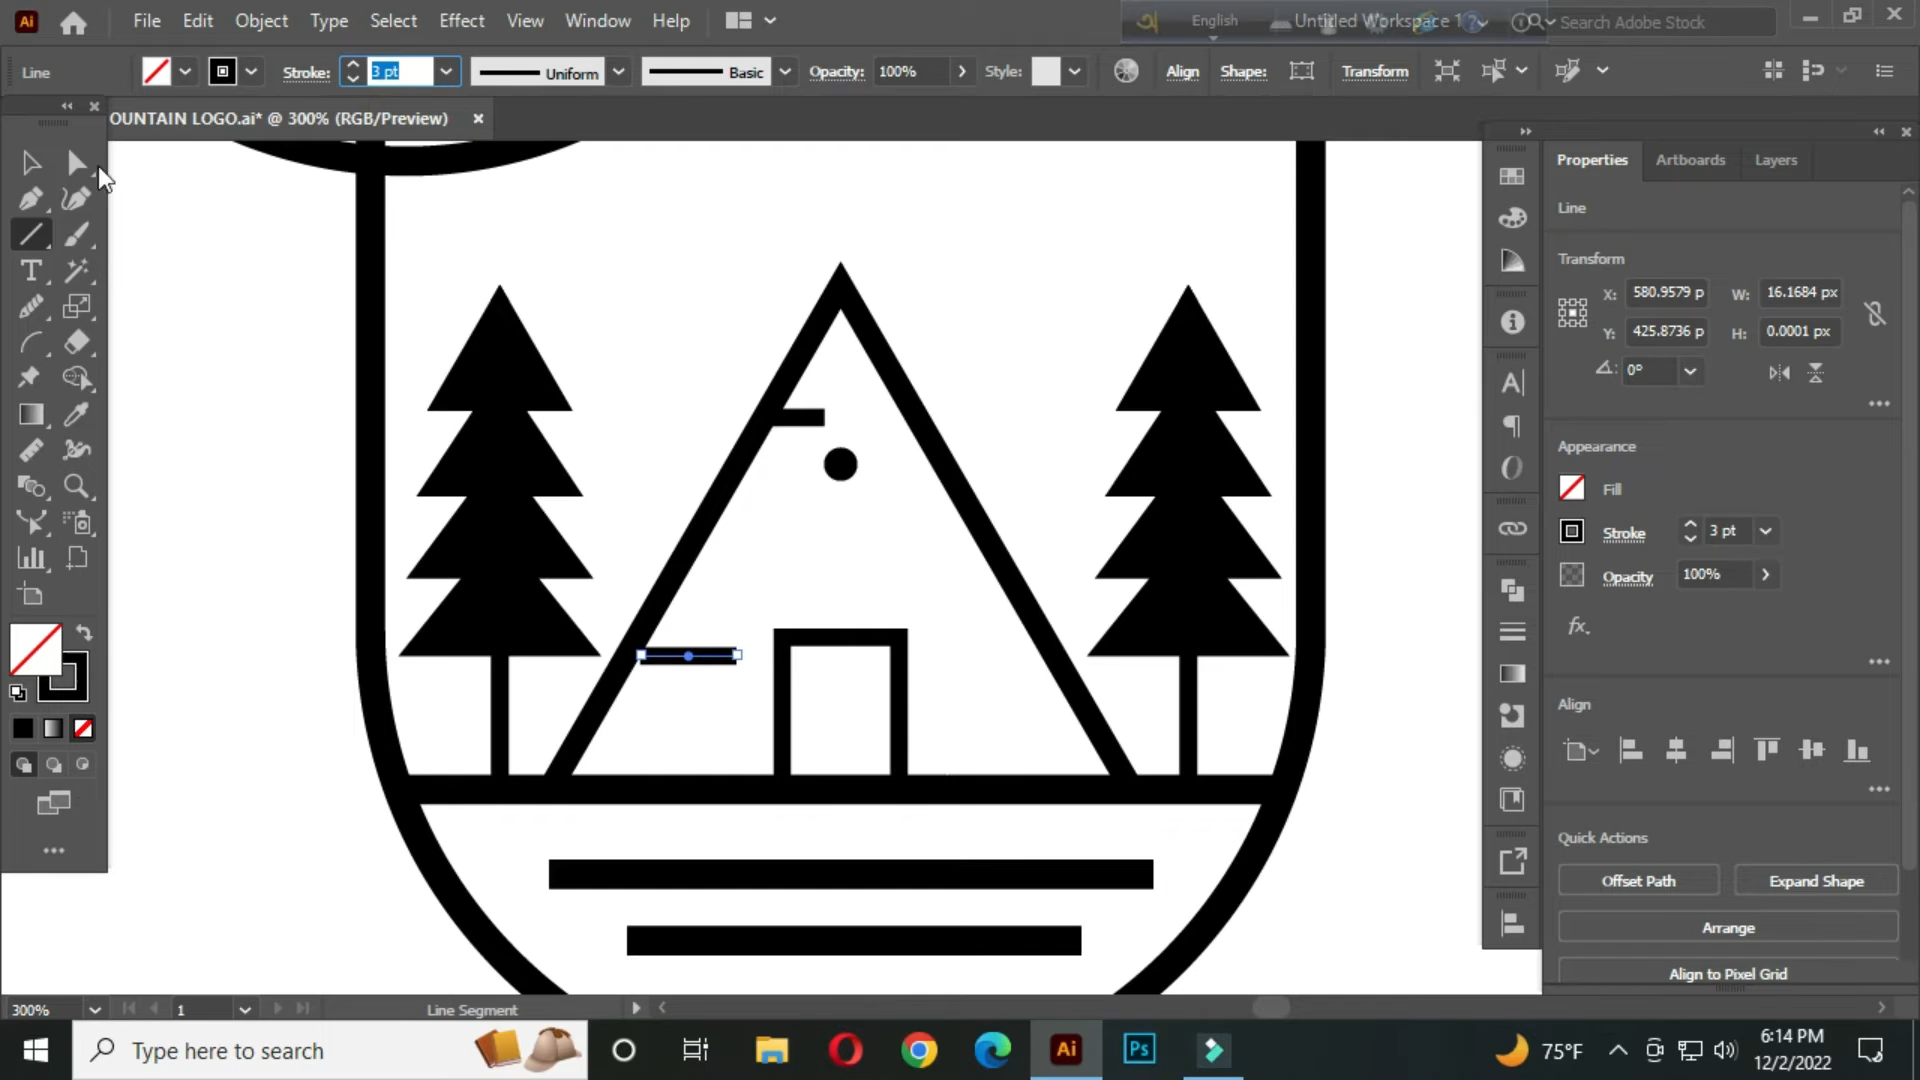 Ai File Edit Object Type Select Effect View Window Help English Untitled Workspace 1 Search Adobe Stock
Line Stroke: 3 pt Uniform Basic Opacity: 100% Style: Align Shape: Transform
OUNTAIN LOGO.ai* @ 300% (RGB/Preview)
Properties Artboards Layers
Line
Transform
X: 580.9579 p W: 16.1684 px
Y: 425.8736 p H: 0.0001 px
0°
Appearance
Fill
Stroke 3 pt
Opacity 100%
fx.
Align
Quick Actions
Offset Path Expand Shape
Arrange
Align to Pixel Grid
300% 1 Line Segment
Type here to search Ai Ps 75°F 6:14 PM
12/2/2022